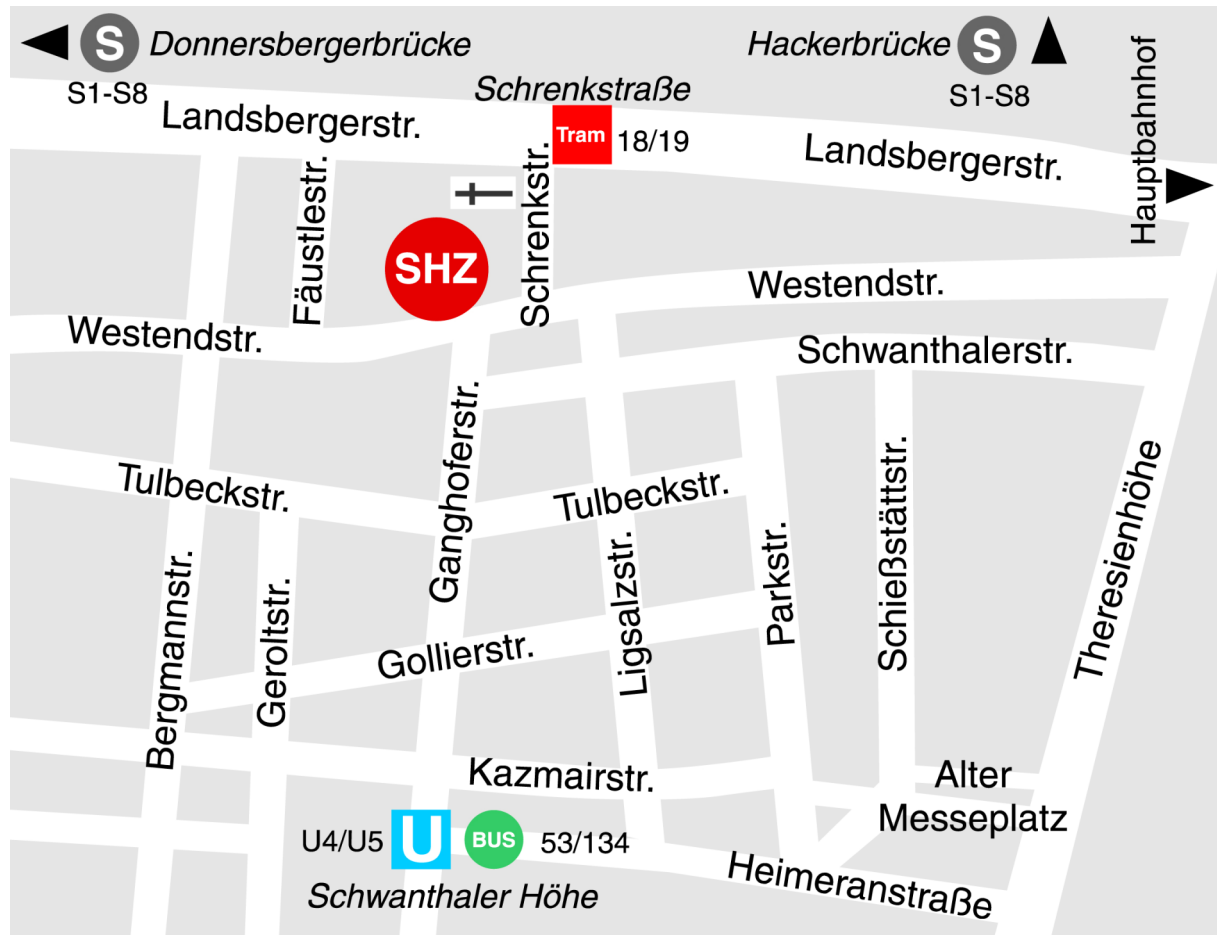 S Donnersbergerbrücke
S1-S8
Hackerbrücke S
S1-S8
Hauptbahnhof
Schrenkstraße
Tram 18/19
Landsbergerstr.
Landsbergerstr.
Fäustlestr.
Schrenkstr.
SHZ
Westendstr.
Westendstr.
Schwanthalerstr.
Ganghoferstr.
Tulbeckstr.
Tulbeckstr.
Bergmannstr.
Geroltstr.
Gollierstr.
Ligsalzstr.
Parkstr.
Schießstättstr.
Theresienhöhe
Kazmairstr.
Alter
Messeplatz
U4/U5 U BUS 53/134
Schwanthaler Höhe
Heimeranstraße